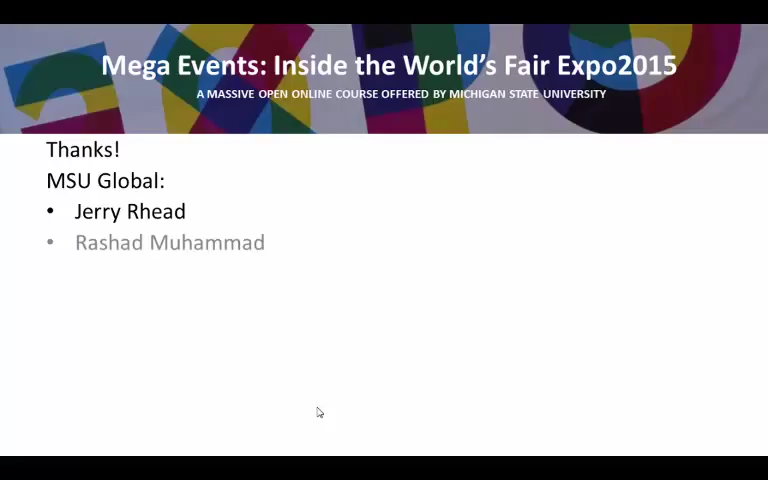 Mega Events: Inside the World's Fair Expo2015
A MASSIVE OPEN ONLINE COURSE OFFERED BY MICHIGAN STATE UNIVERSITY
Thanks!
MSU Global:
• Jerry Rhead
• Rashad Muhammad